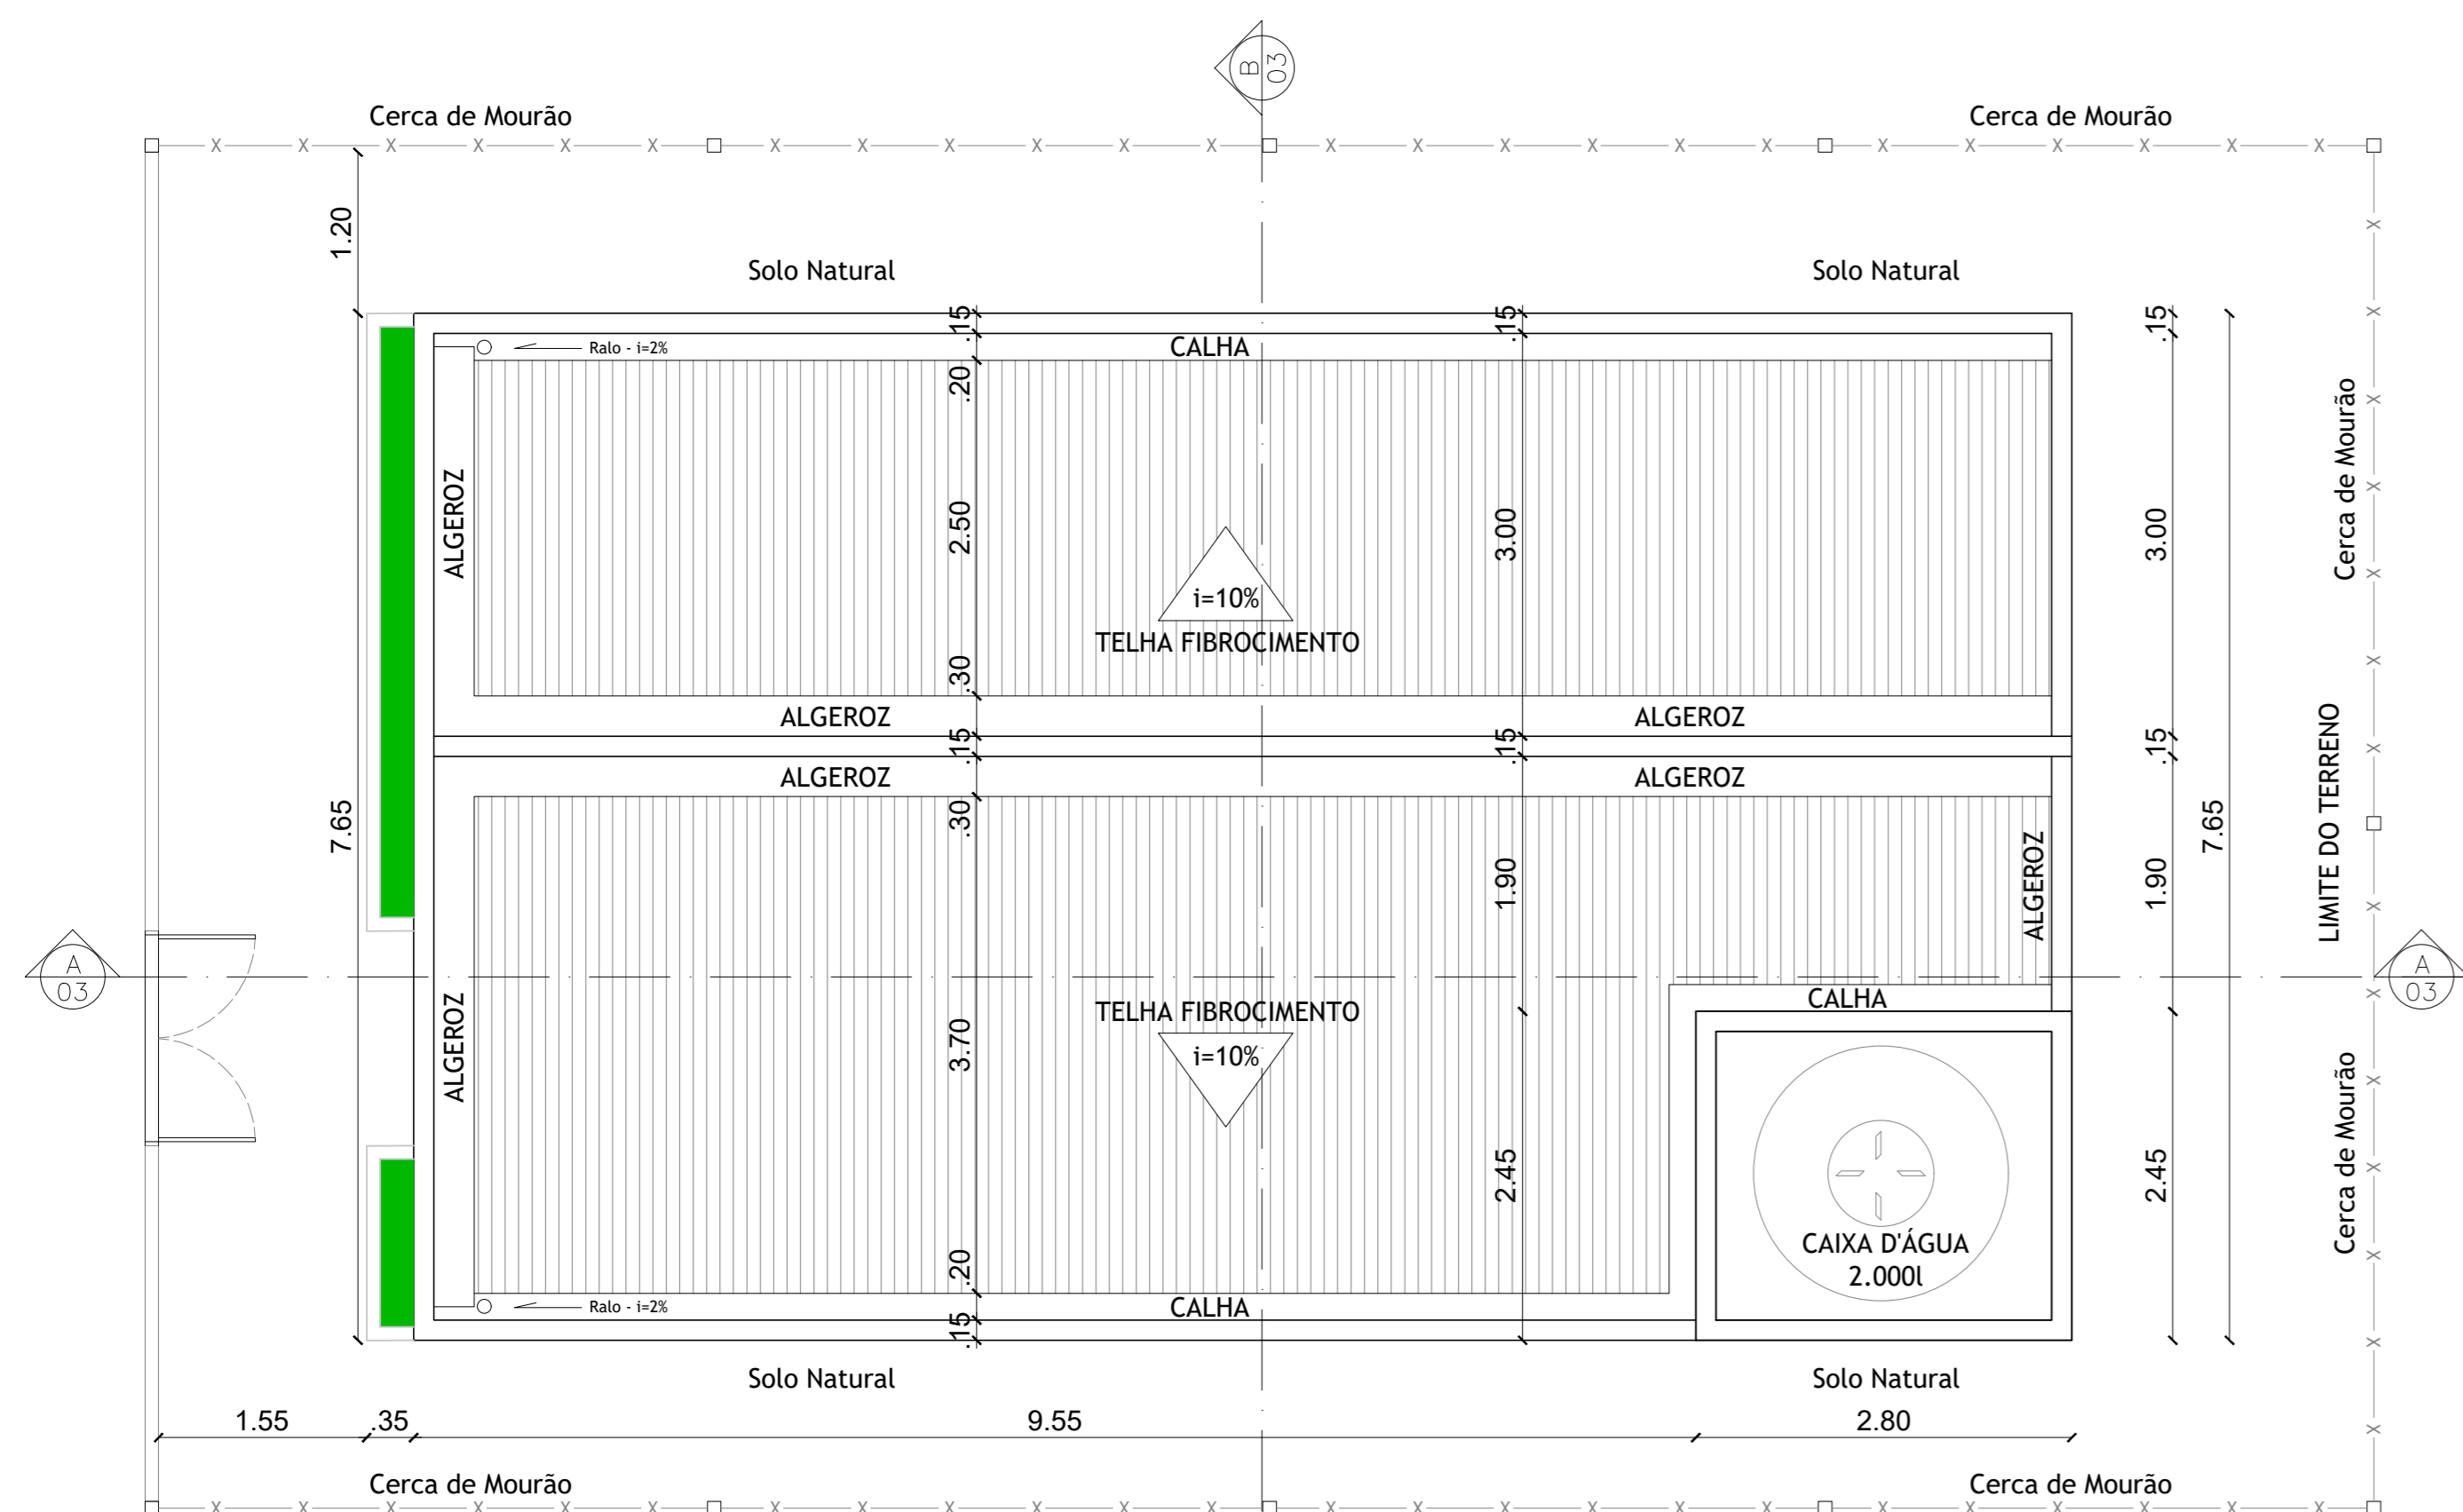 B
03
Cerca de Mourão
Cerca de Mourão
1.20
Solo Natural
Solo Natural
.15
.15
.15
Ralo - i=2%
CALHA
.20
ALGEROZ
2.50
3.00
3.00
Cerca de Mourão
i=10%
TELHA FIBROCIMENTO
.30
ALGEROZ
ALGEROZ
.15
.15
.15
ALGEROZ
ALGEROZ
LIMITE DO TERRENO
7.65
.30
1.90
ALGEROZ
1.90
7.65
A
03
A
03
CALHA
TELHA FIBROCIMENTO
i=10%
ALGEROZ
3.70
2.45
2.45
Cerca de Mourão
CAIXA D'ÁGUA
2.000l
.20
Ralo - i=2%
CALHA
.15
Solo Natural
Solo Natural
1.55
.35
9.55
2.80
Cerca de Mourão
Cerca de Mourão